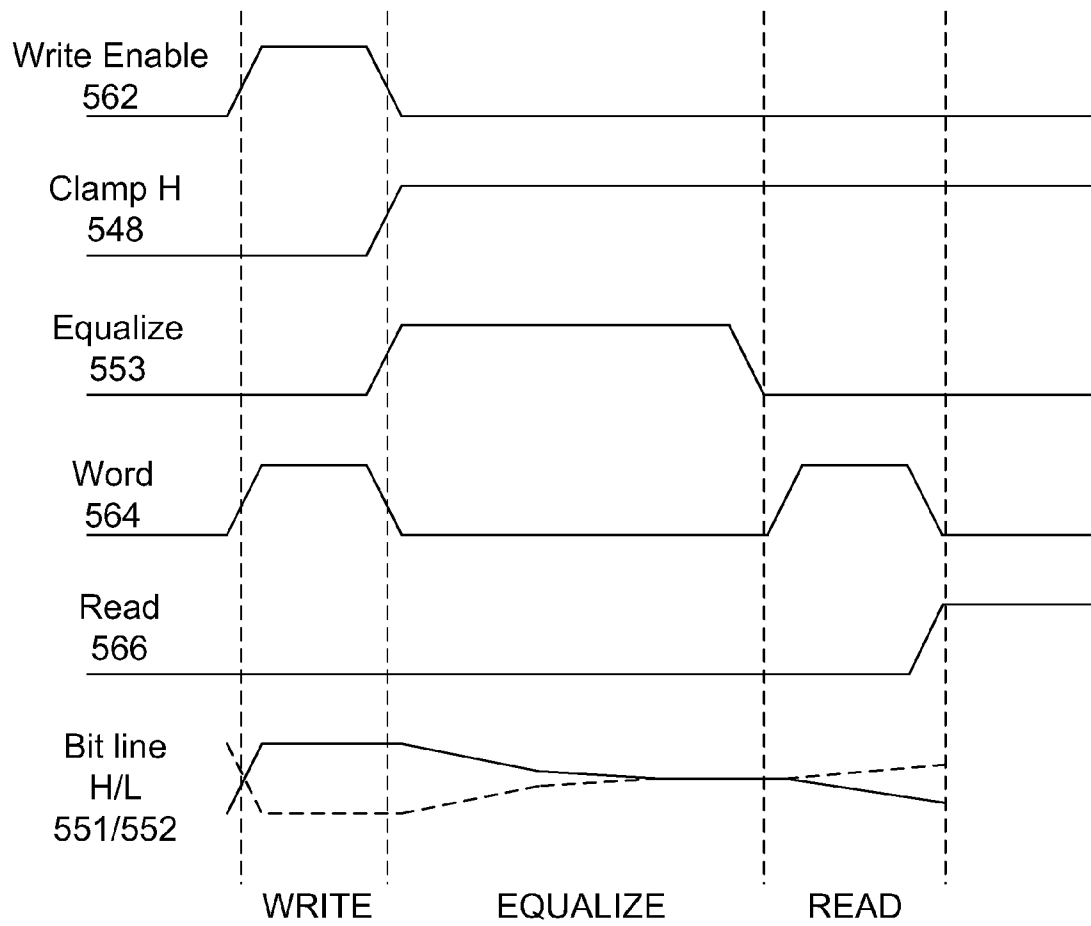 Write Enable
562
Clamp H
548
Equalize
553
Word
564
Read
566
Bit line
H/L
551/552
WRITE EQUALIZE READ